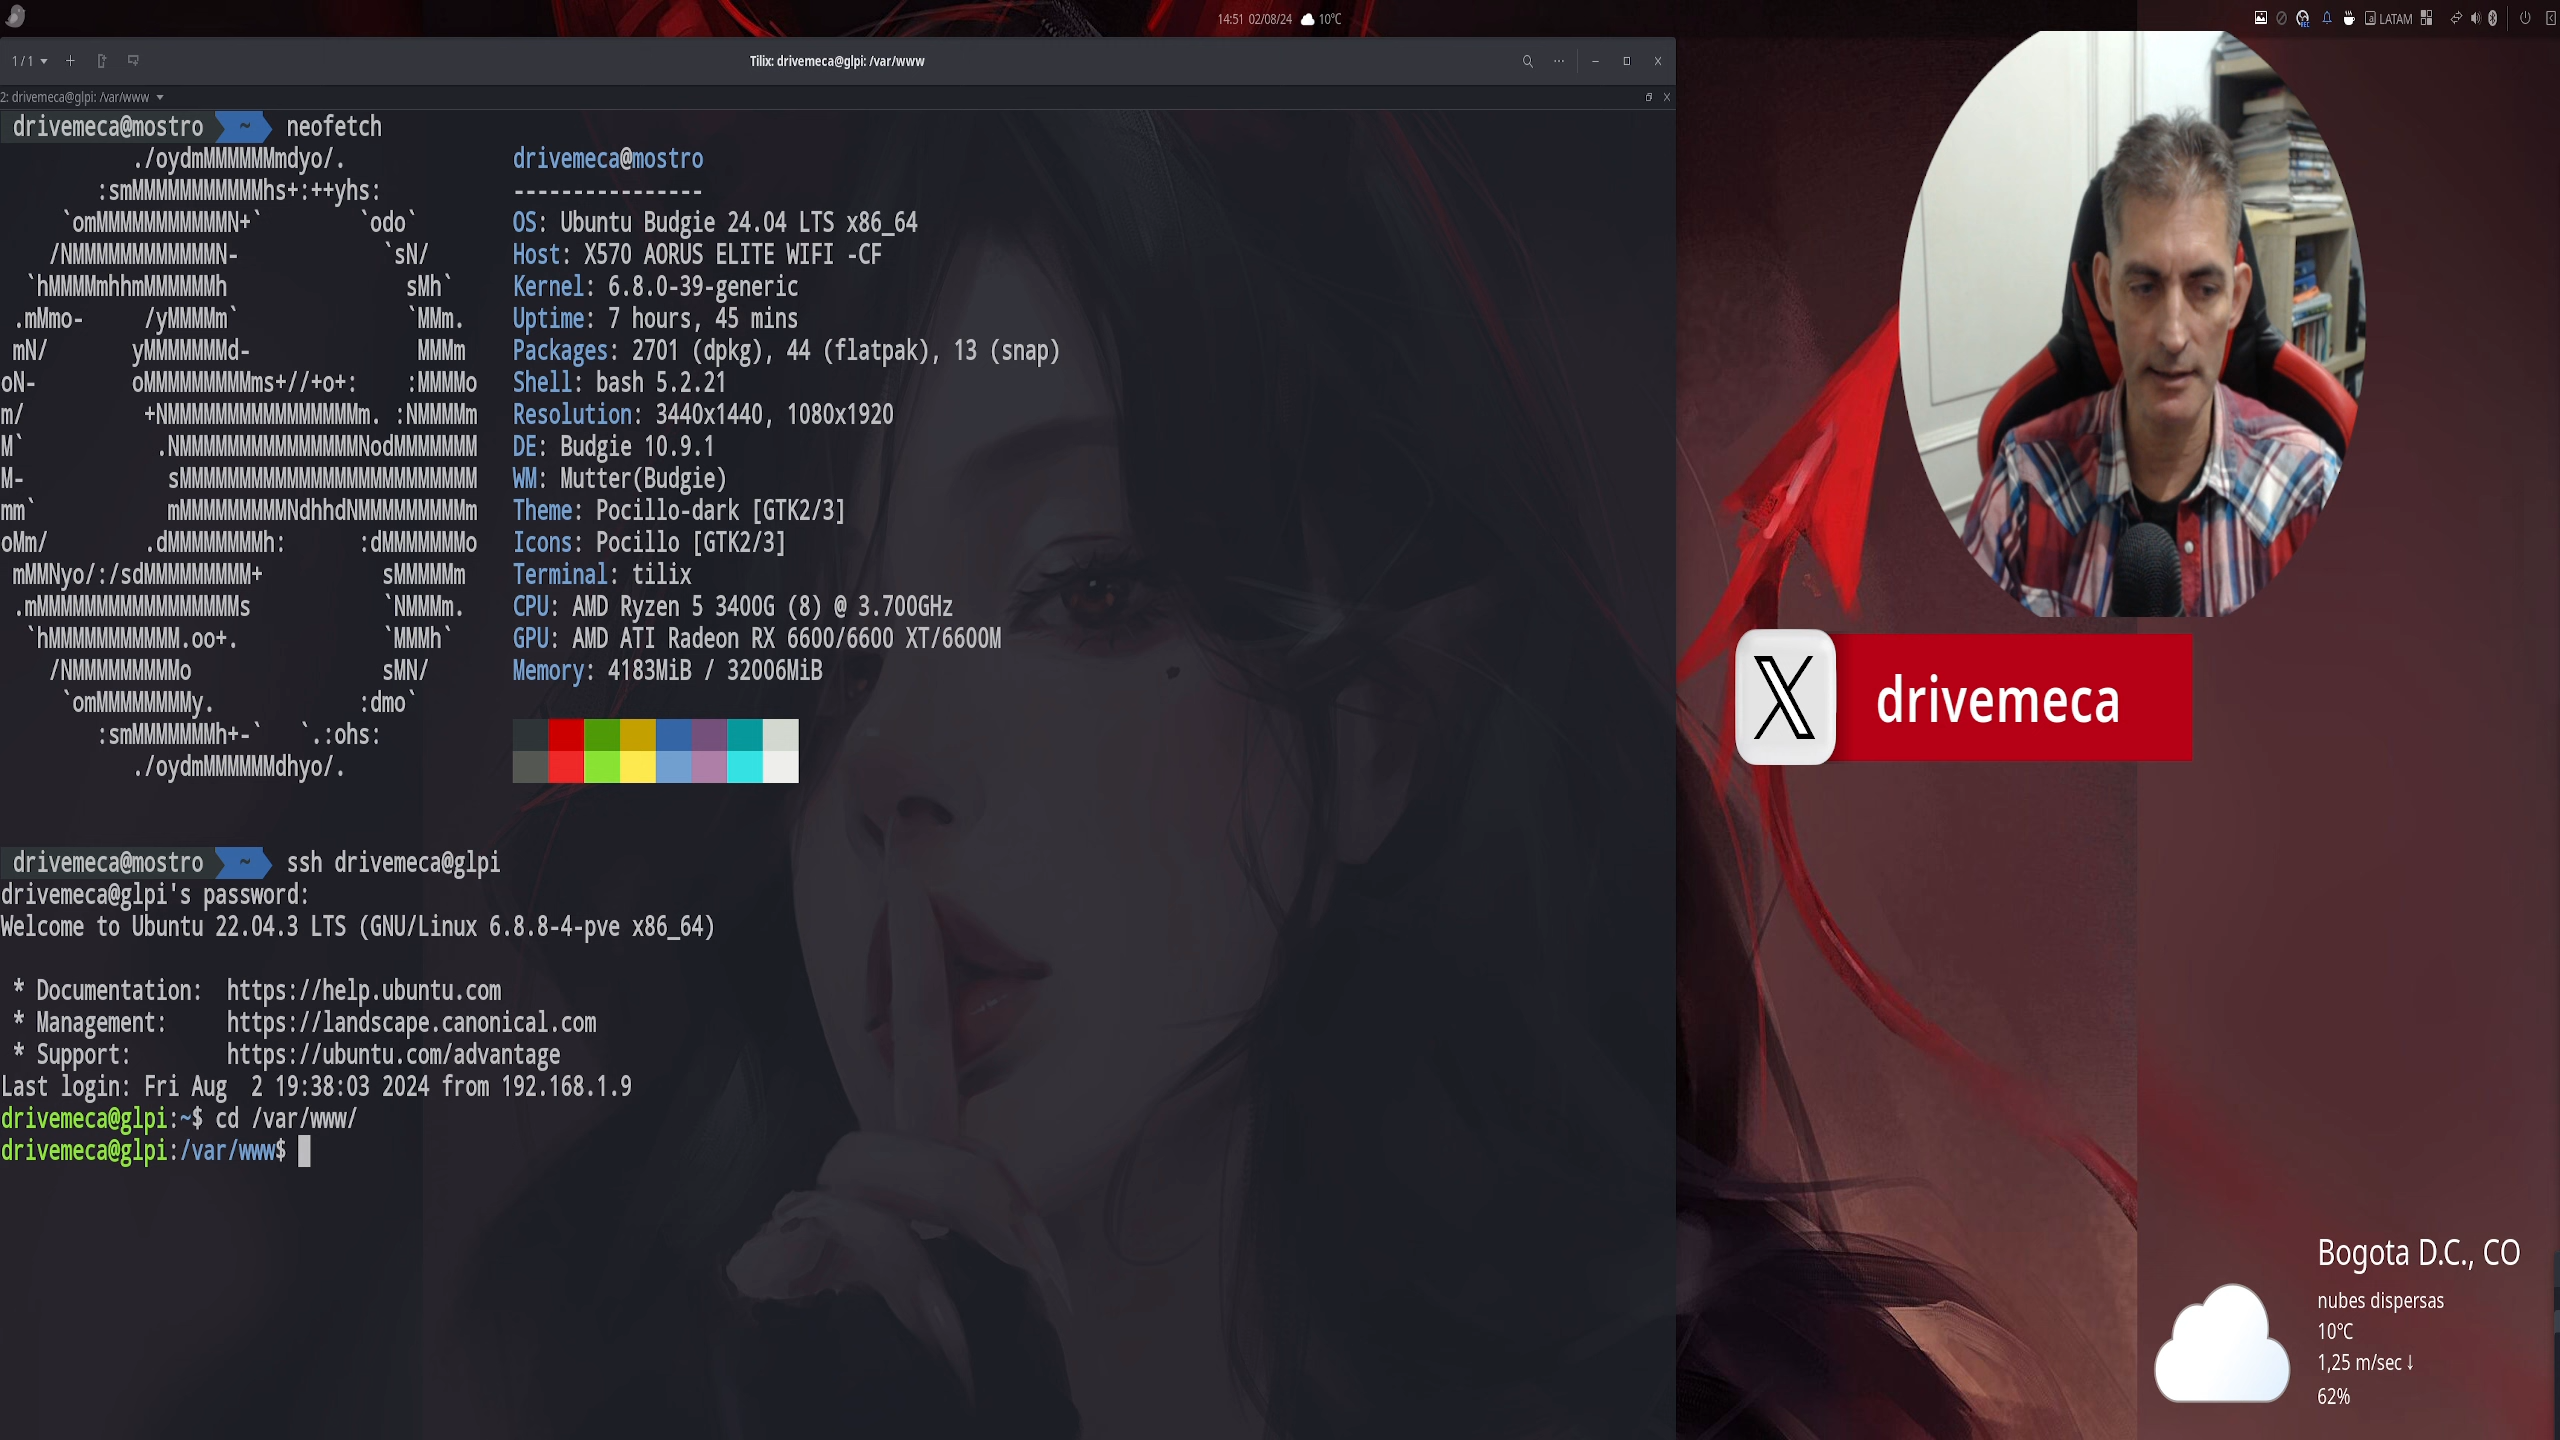 14:51 02/08/24 10°C
LATAM
1 / 1
Tilix: drivemeca@glpi: /var/www
2: drivemeca@glpi: /var/www
drivemeca@mostro ~ neofetch
./oydmMMMMMMmdyo/. drivemeca@mostro
:smMMMMMMMMMMMhs+:++yhs: ----------------
`omMMMMMMMMMMMN+` `odo` OS: Ubuntu Budgie 24.04 LTS x86_64
/NMMMMMMMMMMMMN- `sN/ Host: X570 AORUS ELITE WIFI -CF
`hMMMMmhhmMMMMMMh sMh` Kernel: 6.8.0-39-generic
.mMmo- /yMMMMm` `MMm. Uptime: 7 hours, 45 mins
mN/ yMMMMMMMd- MMMm Packages: 2701 (dpkg), 44 (flatpak), 13 (snap)
oN- oMMMMMMMMMms+//+o+: :MMMMo Shell: bash 5.2.21
m/ +NMMMMMMMMMMMMMMMMm. :NMMMMm Resolution: 3440x1440, 1080x1920
M` .NMMMMMMMMMMMMMMMNodMMMMMMM DE: Budgie 10.9.1
M- sMMMMMMMMMMMMMMMMMMMMMMMMM WM: Mutter(Budgie)
mm` mMMMMMMMMMNdhhdNMMMMMMMMMm Theme: Pocillo-dark [GTK2/3]
oMm/ .dMMMMMMMMh: :dMMMMMMMo Icons: Pocillo [GTK2/3]
mMMNyo/:/sdMMMMMMMMM+ sMMMMMm Terminal: tilix
.mMMMMMMMMMMMMMMMMMs `NMMMm. CPU: AMD Ryzen 5 3400G (8) @ 3.700GHz
`hMMMMMMMMMMM.oo+. `MMMh` GPU: AMD ATI Radeon RX 6600/6600 XT/6600M
/NMMMMMMMMMo sMN/ Memory: 4183MiB / 32006MiB
`omMMMMMMMMy. :dmo`
:smMMMMMMMh+-` `.:ohs:
./oydmMMMMMMdhyo/.
drivemeca@mostro ~ ssh drivemeca@glpi
drivemeca@glpi's password:
Welcome to Ubuntu 22.04.3 LTS (GNU/Linux 6.8.8-4-pve x86_64)
* Documentation: https://help.ubuntu.com
* Management: https://landscape.canonical.com
* Support: https://ubuntu.com/advantage
Last login: Fri Aug 2 19:38:03 2024 from 192.168.1.9
drivemeca@glpi:~$ cd /var/www/
drivemeca@glpi:/var/www$
X drivemeca
Bogota D.C., CO
nubes dispersas
10°C
1,25 m/sec ↓
62%